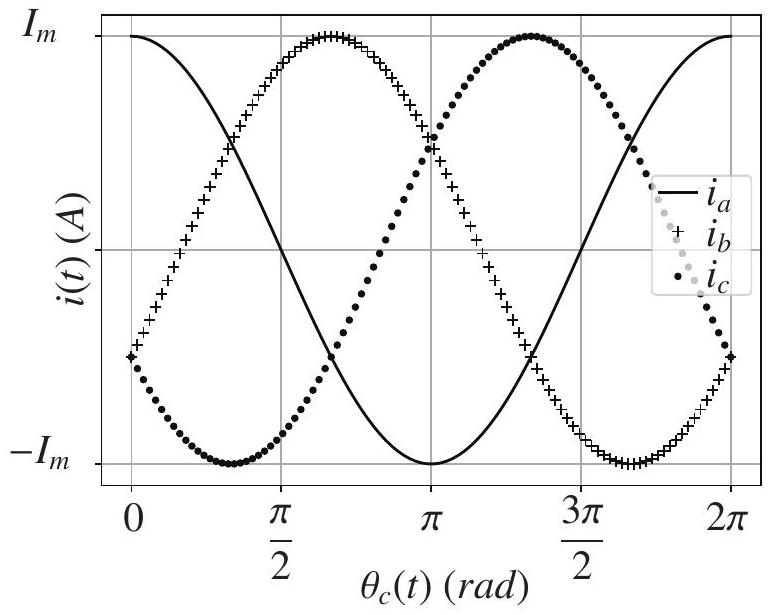 I_m
−I_m
i(t) (A)
i_a
i_b
i_c
0
π/2
π
3π/2
2π
θ_c(t) (rad)